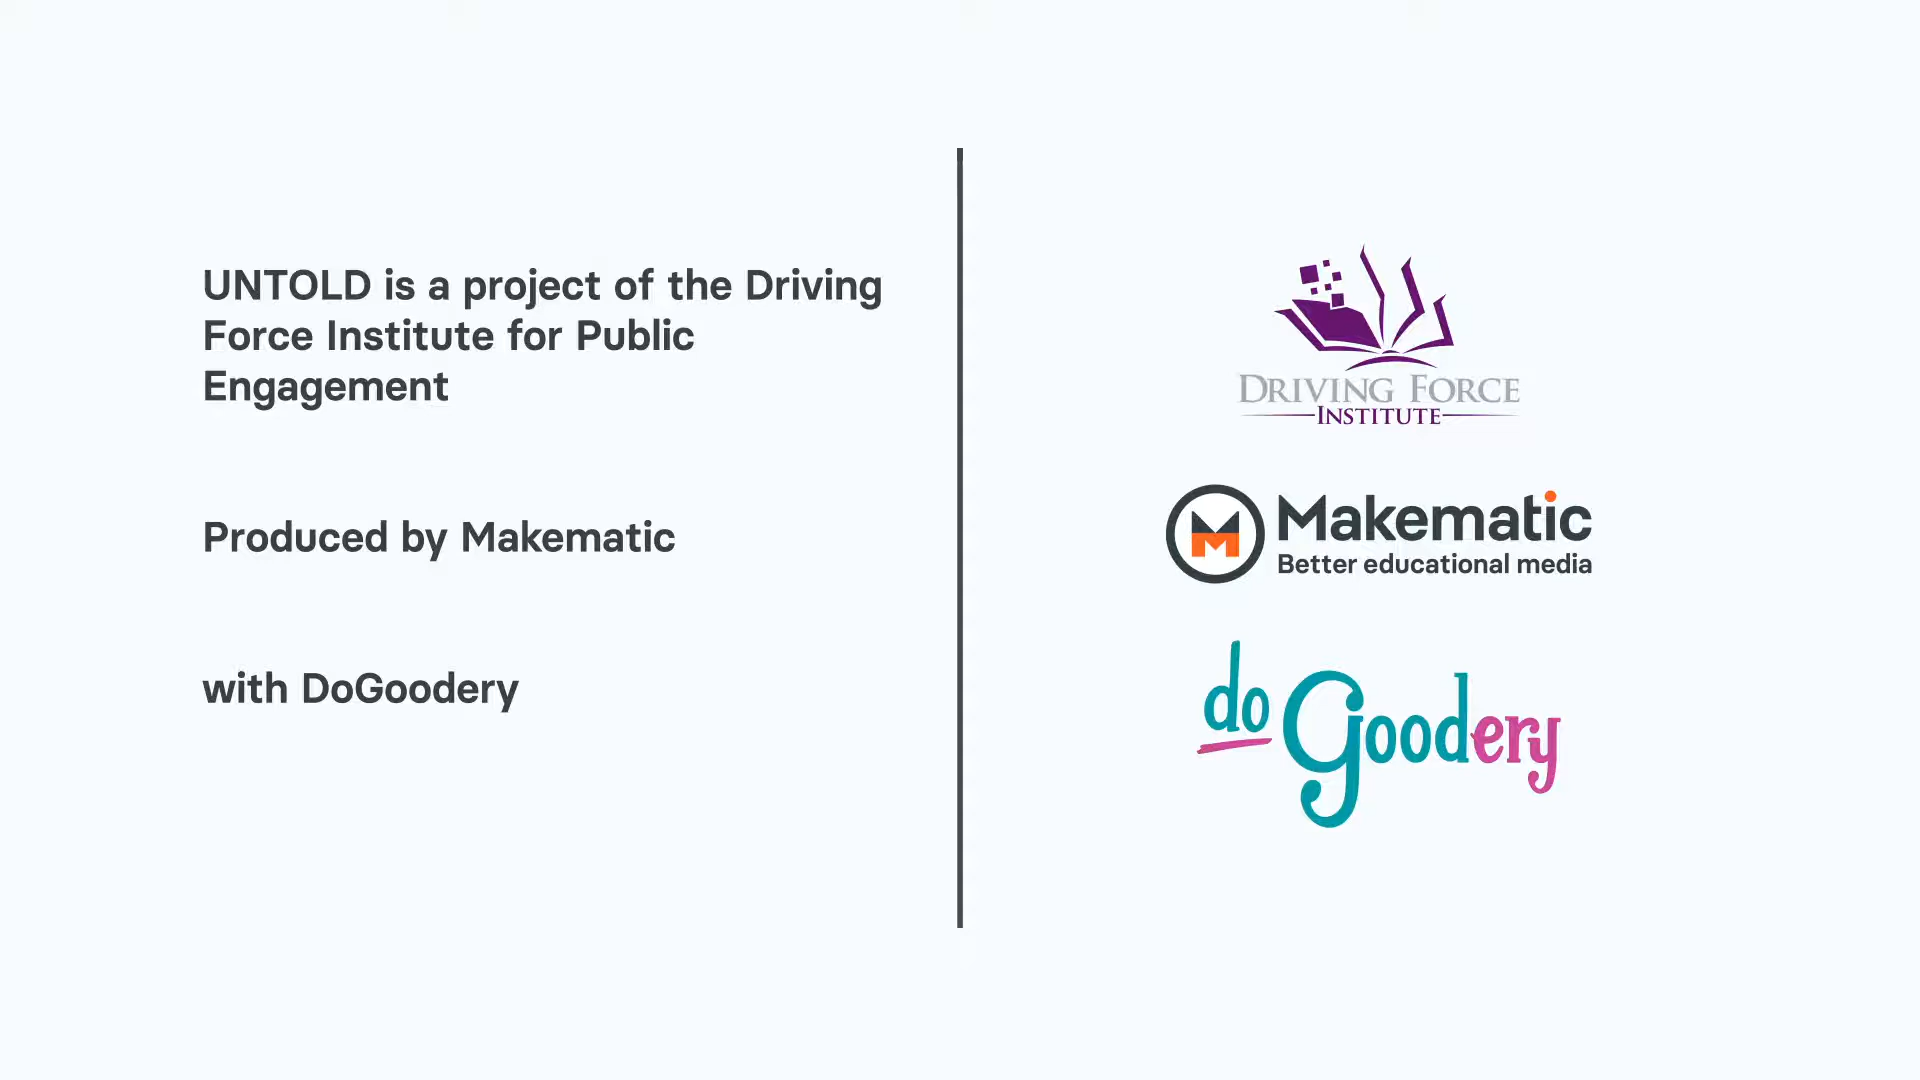 UNTOLD is a project of the Driving
Force Institute for Public
Engagement
Produced by Makematic
with DoGoodery
DRIVING FORCE
INSTITUTE
Makematic
Better educational media
do Goodery